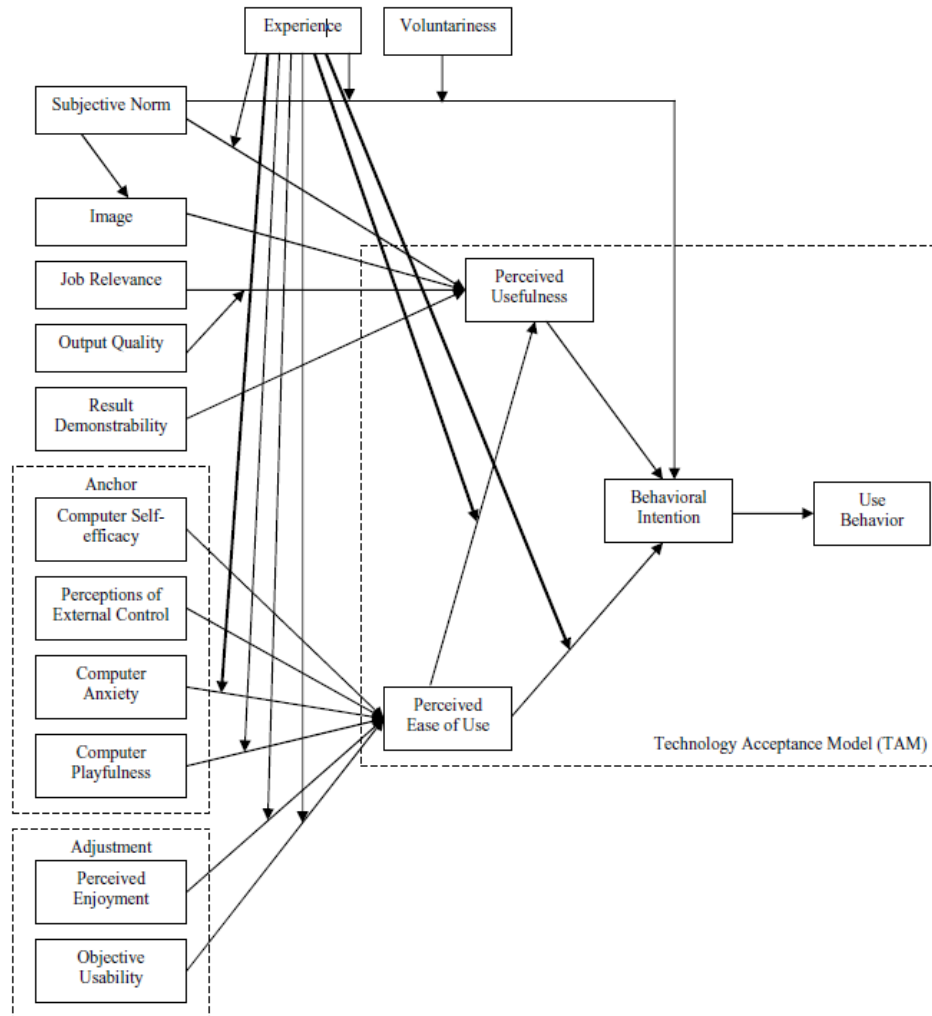 Experience
Voluntariness
Subjective Norm
Image
Job Relevance
Output Quality
Result
Demonstrability
Perceived
Usefulness
Anchor
Computer Self-
efficacy
Perceptions of
External Control
Computer
Anxiety
Computer
Playfulness
Behavioral
Intention
Use
Behavior
Perceived
Ease of Use
Technology Acceptance Model (TAM)
Adjustment
Perceived
Enjoyment
Objective
Usability